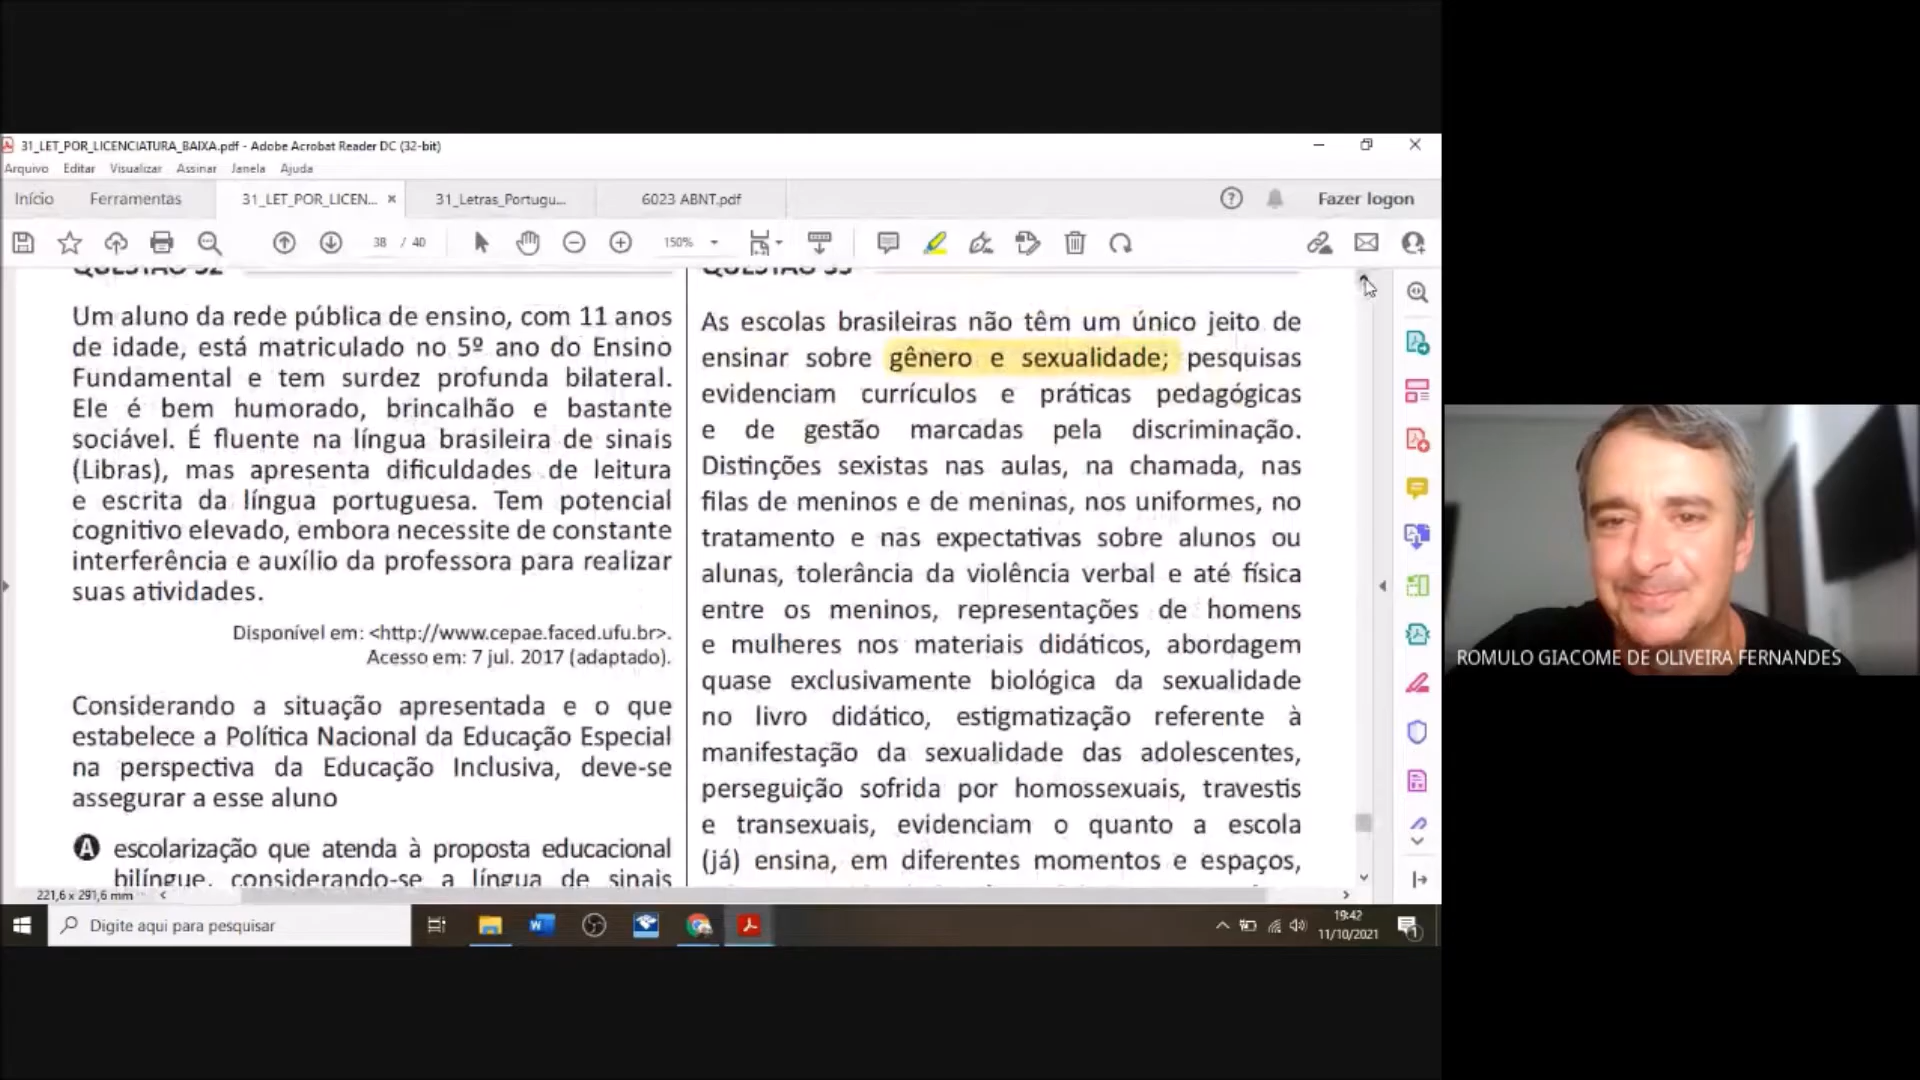 31_LET_POR_LICENCIATURA_BAIXA.pdf - Adobe Acrobat Reader DC (32-bit)
Arquivo Editar Visualizar Assinar Janela Ajuda
Início Ferramentas 31_LET_POR_LICEN... × 31_Letras_Portugu... 6023 ABNT.pdf Fazer logon
38 / 40 150%
QUESTÃO 32
Um aluno da rede pública de ensino, com 11 anos
de idade, está matriculado no 5º ano do Ensino
Fundamental e tem surdez profunda bilateral.
Ele é bem humorado, brincalhão e bastante
sociável. É fluente na língua brasileira de sinais
(Libras), mas apresenta dificuldades de leitura
e escrita da língua portuguesa. Tem potencial
cognitivo elevado, embora necessite de constante
interferência e auxílio da professora para realizar
suas atividades.
Disponível em: <http://www.cepae.faced.ufu.br>.
Acesso em: 7 jul. 2017 (adaptado).
Considerando a situação apresentada e o que
estabelece a Política Nacional da Educação Especial
na perspectiva da Educação Inclusiva, deve-se
assegurar a esse aluno
A escolarização que atenda à proposta educacional
bilíngue, considerando-se a língua de sinais
QUESTÃO 33
As escolas brasileiras não têm um único jeito de
ensinar sobre gênero e sexualidade; pesquisas
evidenciam currículos e práticas pedagógicas
e de gestão marcadas pela discriminação.
Distinções sexistas nas aulas, na chamada, nas
filas de meninos e de meninas, nos uniformes, no
tratamento e nas expectativas sobre alunos ou
alunas, tolerância da violência verbal e até física
entre os meninos, representações de homens
e mulheres nos materiais didáticos, abordagem
quase exclusivamente biológica da sexualidade
no livro didático, estigmatização referente à
manifestação da sexualidade das adolescentes,
perseguição sofrida por homossexuais, travestis
e transexuais, evidenciam o quanto a escola
(já) ensina, em diferentes momentos e espaços,
221,6 x 291,6 mm
Digite aqui para pesquisar
19:42
11/10/2021
1
ROMULO GIACOME DE OLIVEIRA FERNANDES